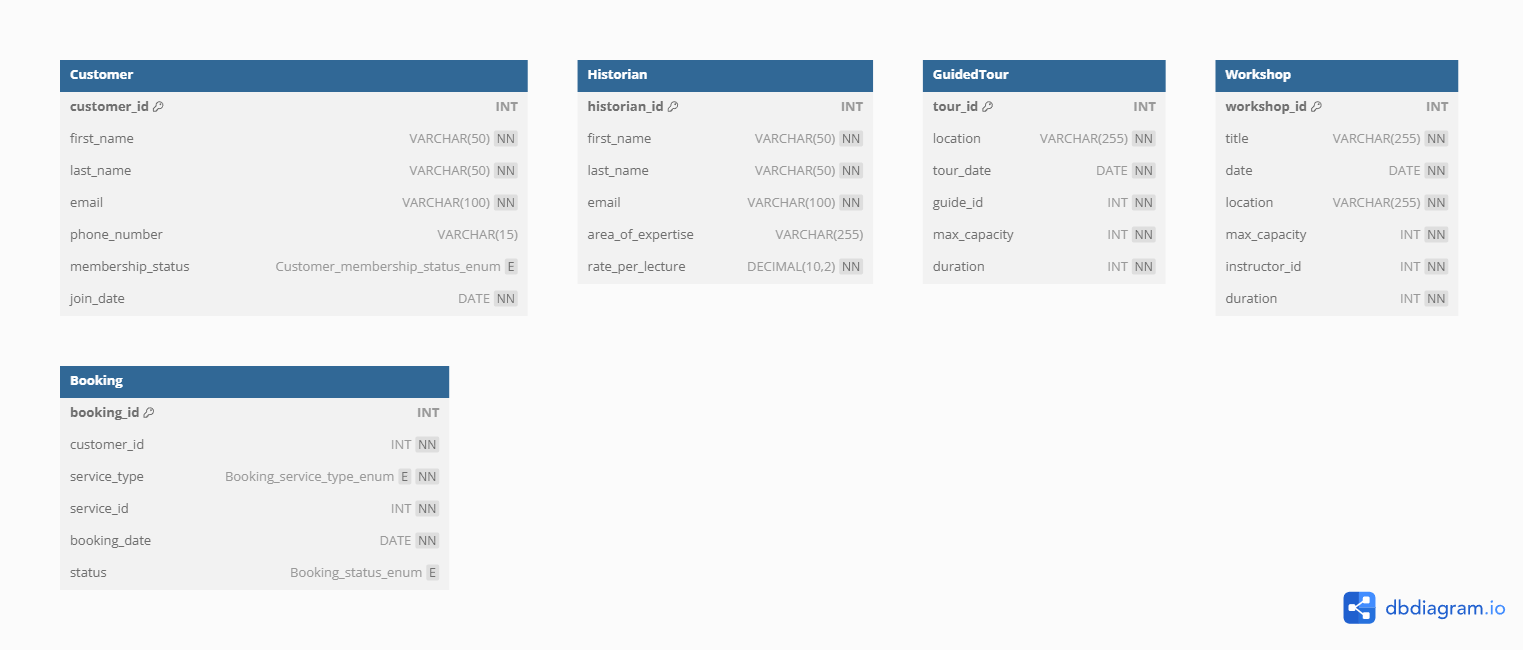 Customer
customer_id INT
first_name VARCHAR(50) NN
last_name VARCHAR(50) NN
email VARCHAR(100) NN
phone_number VARCHAR(15)
membership_status Customer_membership_status_enum E
join_date DATE NN
Historian
historian_id INT
first_name VARCHAR(50) NN
last_name VARCHAR(50) NN
email VARCHAR(100) NN
area_of_expertise VARCHAR(255)
rate_per_lecture DECIMAL(10,2) NN
GuidedTour
tour_id INT
location VARCHAR(255) NN
tour_date DATE NN
guide_id INT NN
max_capacity INT NN
duration INT NN
Workshop
workshop_id INT
title VARCHAR(255) NN
date DATE NN
location VARCHAR(255) NN
max_capacity INT NN
instructor_id INT NN
duration INT NN
Booking
booking_id INT
customer_id INT NN
service_type Booking_service_type_enum E NN
service_id INT NN
booking_date DATE NN
status Booking_status_enum E
dbdiagram.io